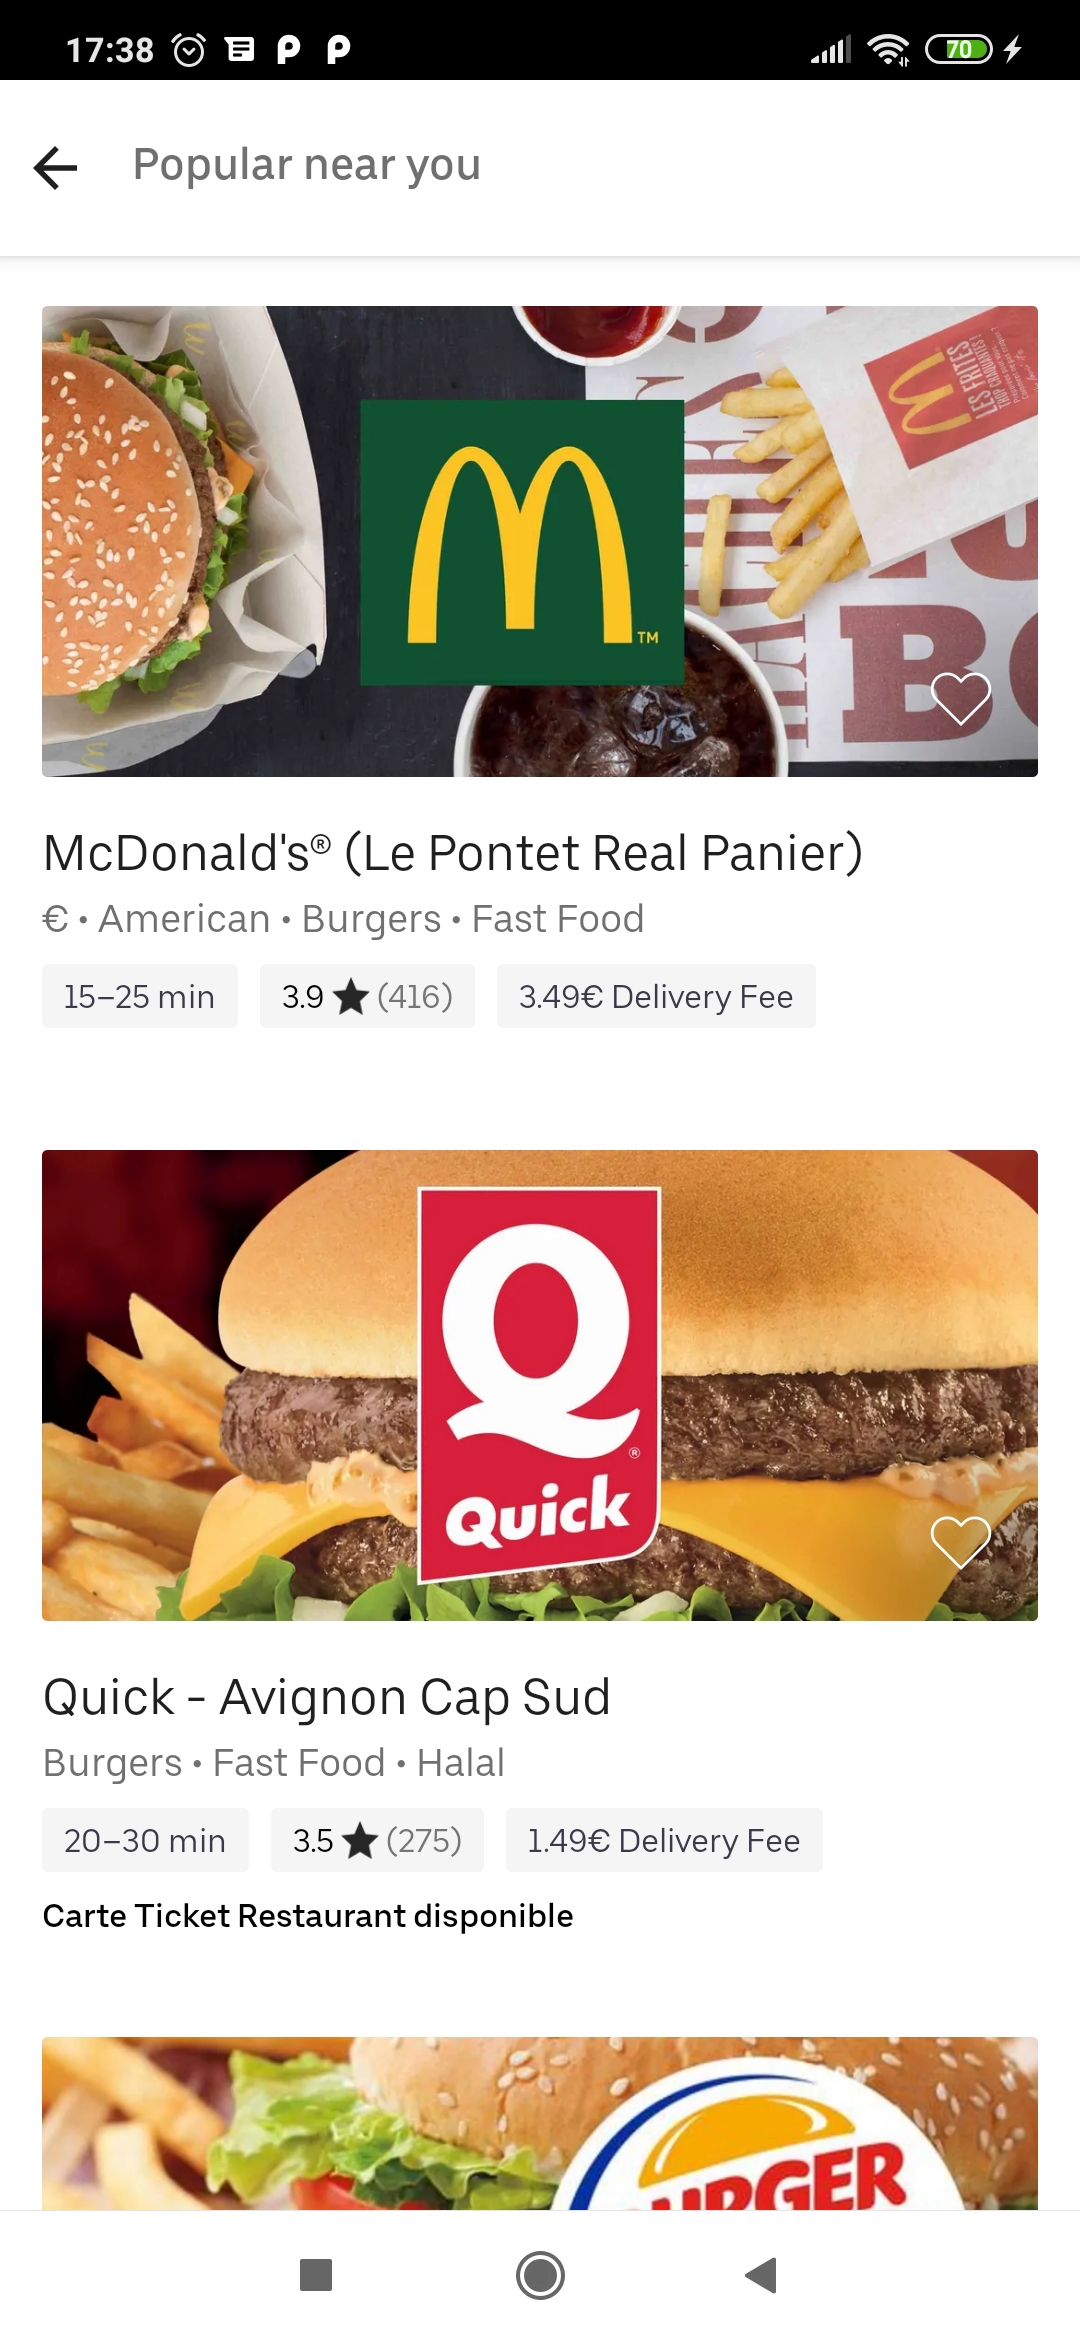 17:38
70
Popular near you
LES FRITES
M
TM
B
McDonald's® (Le Pontet Real Panier)
€ • American • Burgers • Fast Food
15–25 min
3.9 ★ (416)
3.49€ Delivery Fee
Q
®
Quick
Quick - Avignon Cap Sud
Burgers • Fast Food • Halal
20–30 min
3.5 ★ (275)
1.49€ Delivery Fee
Carte Ticket Restaurant disponible
BURGER